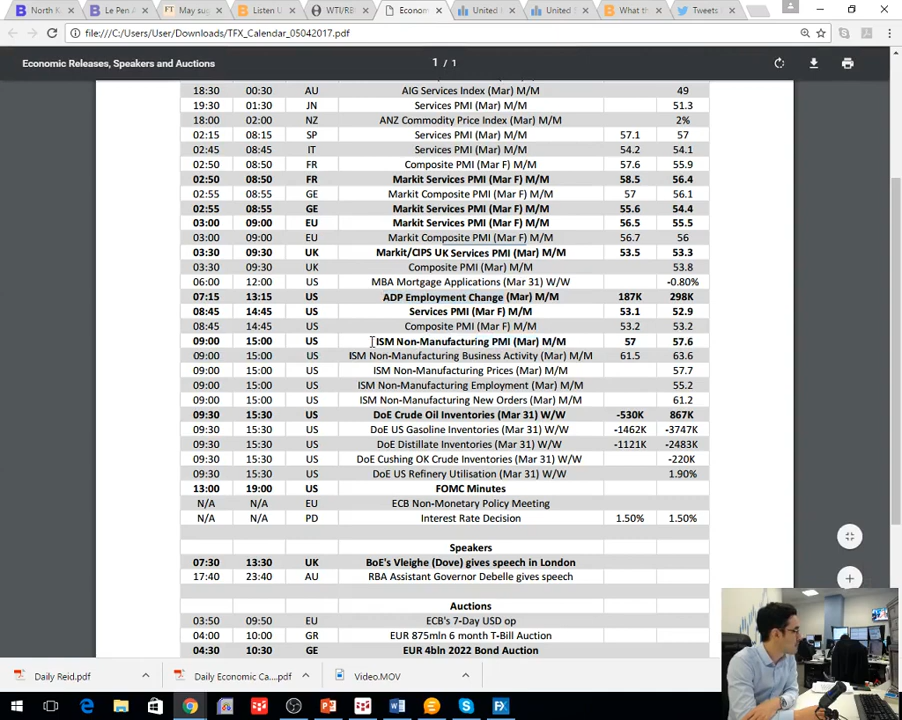 North K
Le Pen A
FT
May sug
Listen U
WTI/RB
Econom
United
United S
What th
Tweets
file:///C:/Users/User/Downloads/TFX_Calendar_05042017.pdf
Economic Releases, Speakers and Auctions
1 / 1
18:30 00:30 AU AIG Services Index (Mar) M/M 49
19:30 01:30 JN Services PMI (Mar) M/M 51.3
18:00 02:00 NZ ANZ Commodity Price Index (Mar) M/M 2%
02:15 08:15 SP Services PMI (Mar) M/M 57.1 57
02:45 08:45 IT Services PMI (Mar) M/M 54.2 54.1
02:50 08:50 FR Composite PMI (Mar F) M/M 57.6 55.9
02:50 08:50 FR Markit Services PMI (Mar F) M/M 58.5 56.4
02:55 08:55 GE Markit Composite PMI (Mar F) M/M 57 56.1
02:55 08:55 GE Markit Services PMI (Mar F) M/M 55.6 54.4
03:00 09:00 EU Markit Services PMI (Mar F) M/M 56.5 55.5
03:00 09:00 EU Markit Composite PMI (Mar F) M/M 56.7 56
03:30 09:30 UK Markit/CIPS UK Services PMI (Mar) M/M 53.5 53.3
03:30 09:30 UK Composite PMI (Mar) M/M 53.8
06:00 12:00 US MBA Mortgage Applications (Mar 31) W/W -0.80%
07:15 13:15 US ADP Employment Change (Mar) M/M 187K 298K
08:45 14:45 US Services PMI (Mar F) M/M 53.1 52.9
08:45 14:45 US Composite PMI (Mar F) M/M 53.2 53.2
09:00 15:00 US ISM Non-Manufacturing PMI (Mar) M/M 57 57.6
09:00 15:00 US ISM Non-Manufacturing Business Activity (Mar) M/M 61.5 63.6
09:00 15:00 US ISM Non-Manufacturing Prices (Mar) M/M 57.7
09:00 15:00 US ISM Non-Manufacturing Employment (Mar) M/M 55.2
09:00 15:00 US ISM Non-Manufacturing New Orders (Mar) M/M 61.2
09:30 15:30 US DoE Crude Oil Inventories (Mar 31) W/W -530K 867K
09:30 15:30 US DoE US Gasoline Inventories (Mar 31) W/W -1462K -3747K
09:30 15:30 US DoE Distillate Inventories (Mar 31) W/W -1121K -2483K
09:30 15:30 US DoE Cushing OK Crude Inventories (Mar 31) W/W -220K
09:30 15:30 US DoE US Refinery Utilisation (Mar 31) W/W 1.90%
13:00 19:00 US FOMC Minutes
N/A N/A EU ECB Non-Monetary Policy Meeting
N/A N/A PD Interest Rate Decision 1.50% 1.50%
Speakers
07:30 13:30 UK BoE's Vleighe (Dove) gives speech in London
17:40 23:40 AU RBA Assistant Governor Debelle gives speech
Auctions
03:50 09:50 EU ECB's 7-Day USD op
04:00 10:00 GR EUR 875mln 6 month T-Bill Auction
04:30 10:30 GE EUR 4bln 2022 Bond Auction
Daily Reid.pdf
Daily Economic Ca....pdf
Video.MOV